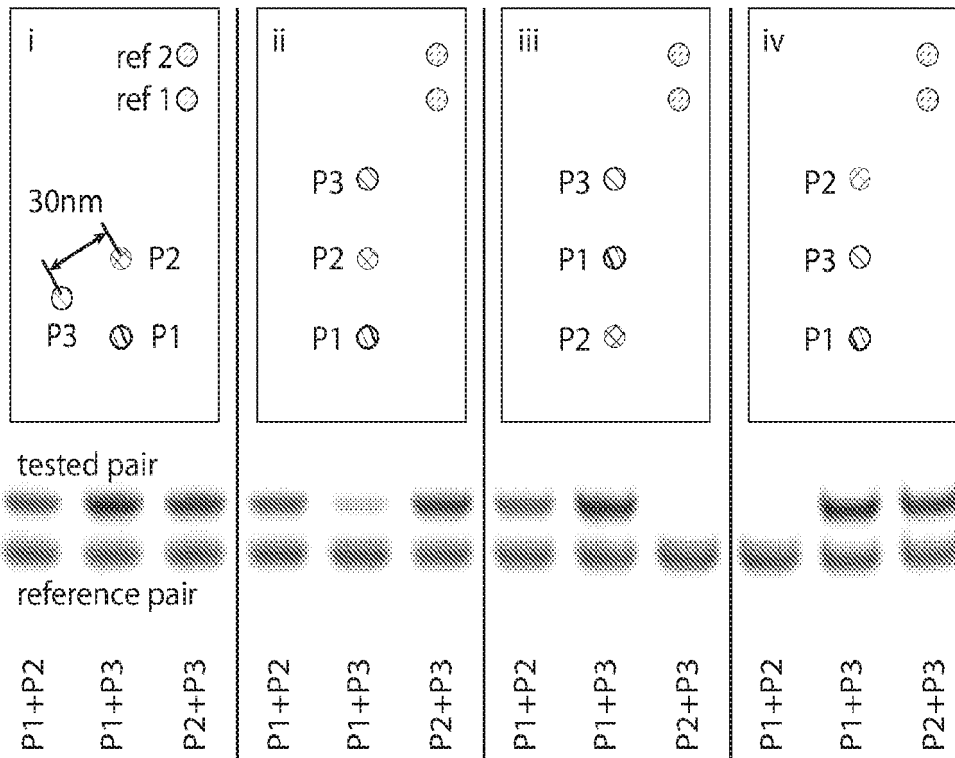 i
ref 2
ref 1
30nm
P2
P3
P1
ii
P3
P2
P1
iii
P3
P1
P2
iv
P2
P3
P1
tested pair
reference pair
P1+P2
P1+P3
P2+P3
P1+P2
P1+P3
P2+P3
P1+P2
P1+P3
P2+P3
P1+P2
P1+P3
P2+P3